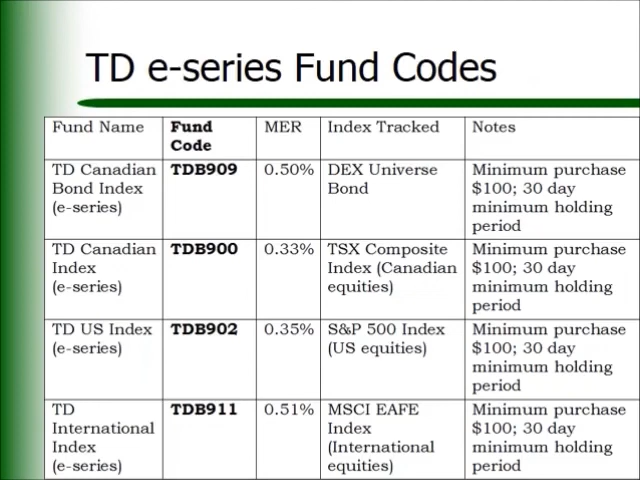 TD e-series Fund Codes
Fund Name
Fund
Code
MER
Index Tracked
Notes
TD Canadian
Bond Index
(e-series)
TDB909
0.50%
DEX Universe
Bond
Minimum purchase
$100; 30 day
minimum holding
period
TD Canadian
Index
(e-series)
TDB900
0.33%
TSX Composite
Index (Canadian
equities)
Minimum purchase
$100; 30 day
minimum holding
period
TD US Index
(e-series)
TDB902
0.35%
S&P 500 Index
(US equities)
Minimum purchase
$100; 30 day
minimum holding
period
TD
International
Index
(e-series)
TDB911
0.51%
MSCI EAFE
Index
(International
equities)
Minimum purchase
$100; 30 day
minimum holding
period